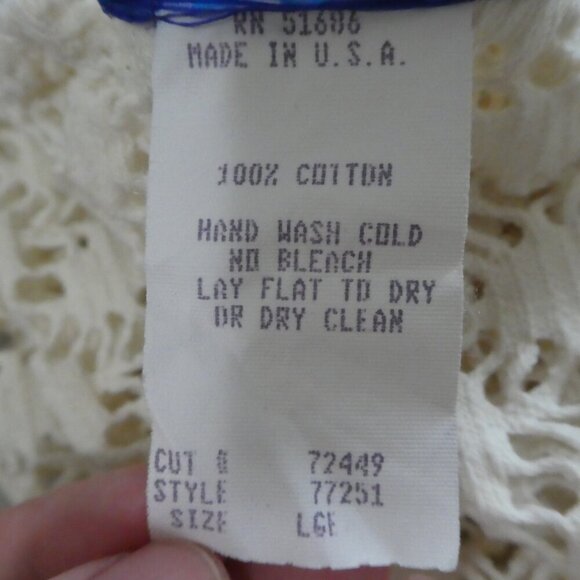 RN 51686
MADE IN U.S.A.
100% COTTON
HAND WASH COLD
NO BLEACH
LAY FLAT TO DRY
OR DRY CLEAN
CUT # 72449
STYLE 77251
SIZE LGE